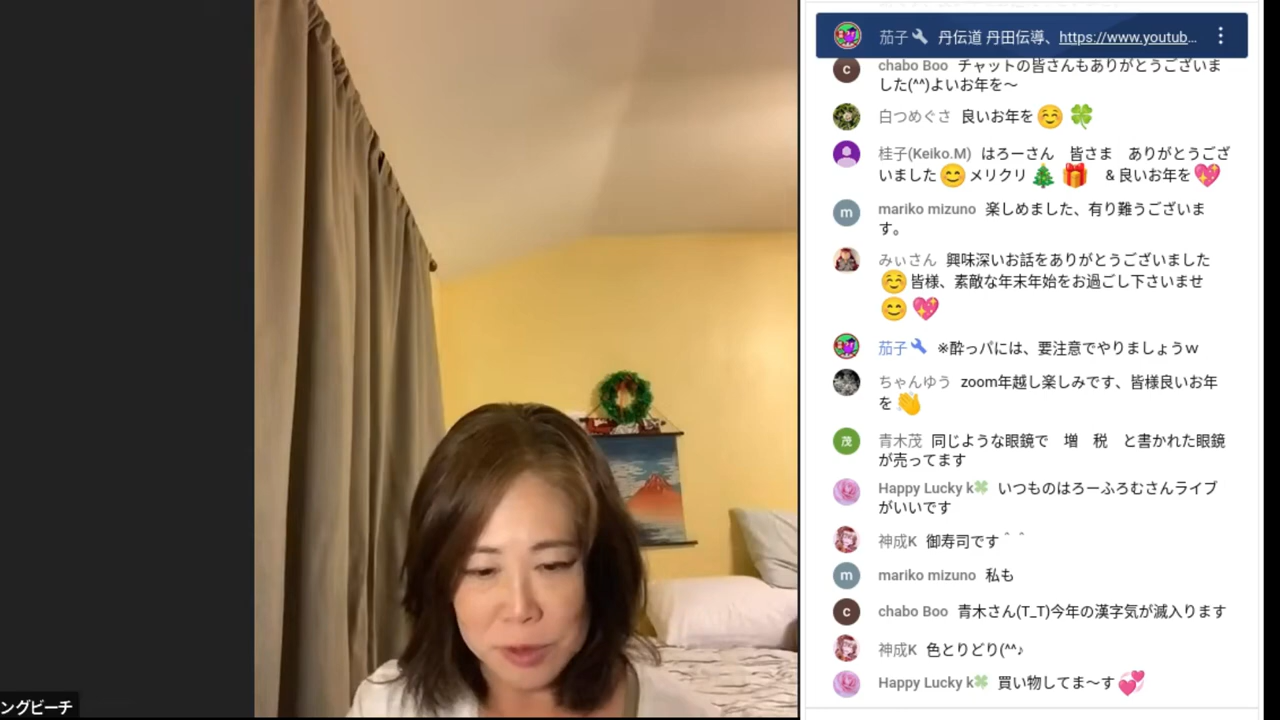 茄子 丹伝道 丹田伝導、https://www.youtub...
chabo Boo チャットの皆さんもありがとうございま
した(^^)よいお年を～
白つめぐさ 良いお年を☺️🍀
桂子(Keiko.M) はろーさん　皆さま　ありがとうござ
いました😊メリクリ🎄🎁　& 良いお年を💖
mariko mizuno 楽しめました、有り難うございま
す。
みぃさん 興味深いお話をありがとうございました
☺️皆様、素敵な年末年始をお過ごし下さいませ
😊💖
茄子 ※酔っパには、要注意でやりましょうｗ
ちゃんゆう zoom年越し楽しみです、皆様良いお年
を👋
茂 青木茂 同じような眼鏡で　増　税　と書かれた眼鏡
が売ってます
Happy Lucky k🍀 いつものはろーふろむさんライブ
がいいです
神成K 御寿司です＾＾
mariko mizuno 私も
chabo Boo 青木さん(T_T)今年の漢字気が滅入ります
神成K 色とりどり(^^♪
Happy Lucky k🍀 買い物してま～す💞
ングビーチ